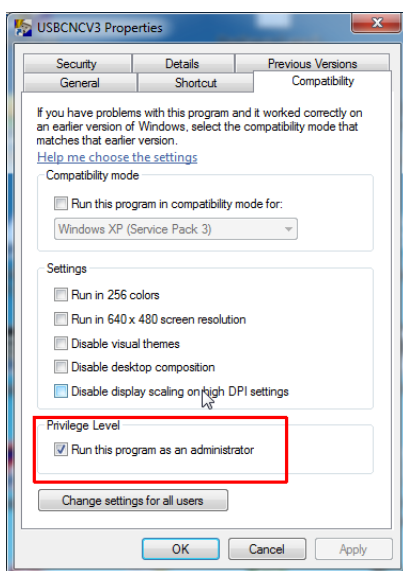 USBCNCV3 Properties
Security Details Previous Versions
General Shortcut Compatibility
If you have problems with this program and it worked correctly on
an earlier version of Windows, select the compatibility mode that
matches that earlier version.
Help me choose the settings
Compatibility mode
Run this program in compatibility mode for:
Windows XP (Service Pack 3)
Settings
Run in 256 colors
Run in 640 x 480 screen resolution
Disable visual themes
Disable desktop composition
Disable display scaling on high DPI settings
Privilege Level
Run this program as an administrator
Change settings for all users
OK Cancel Apply